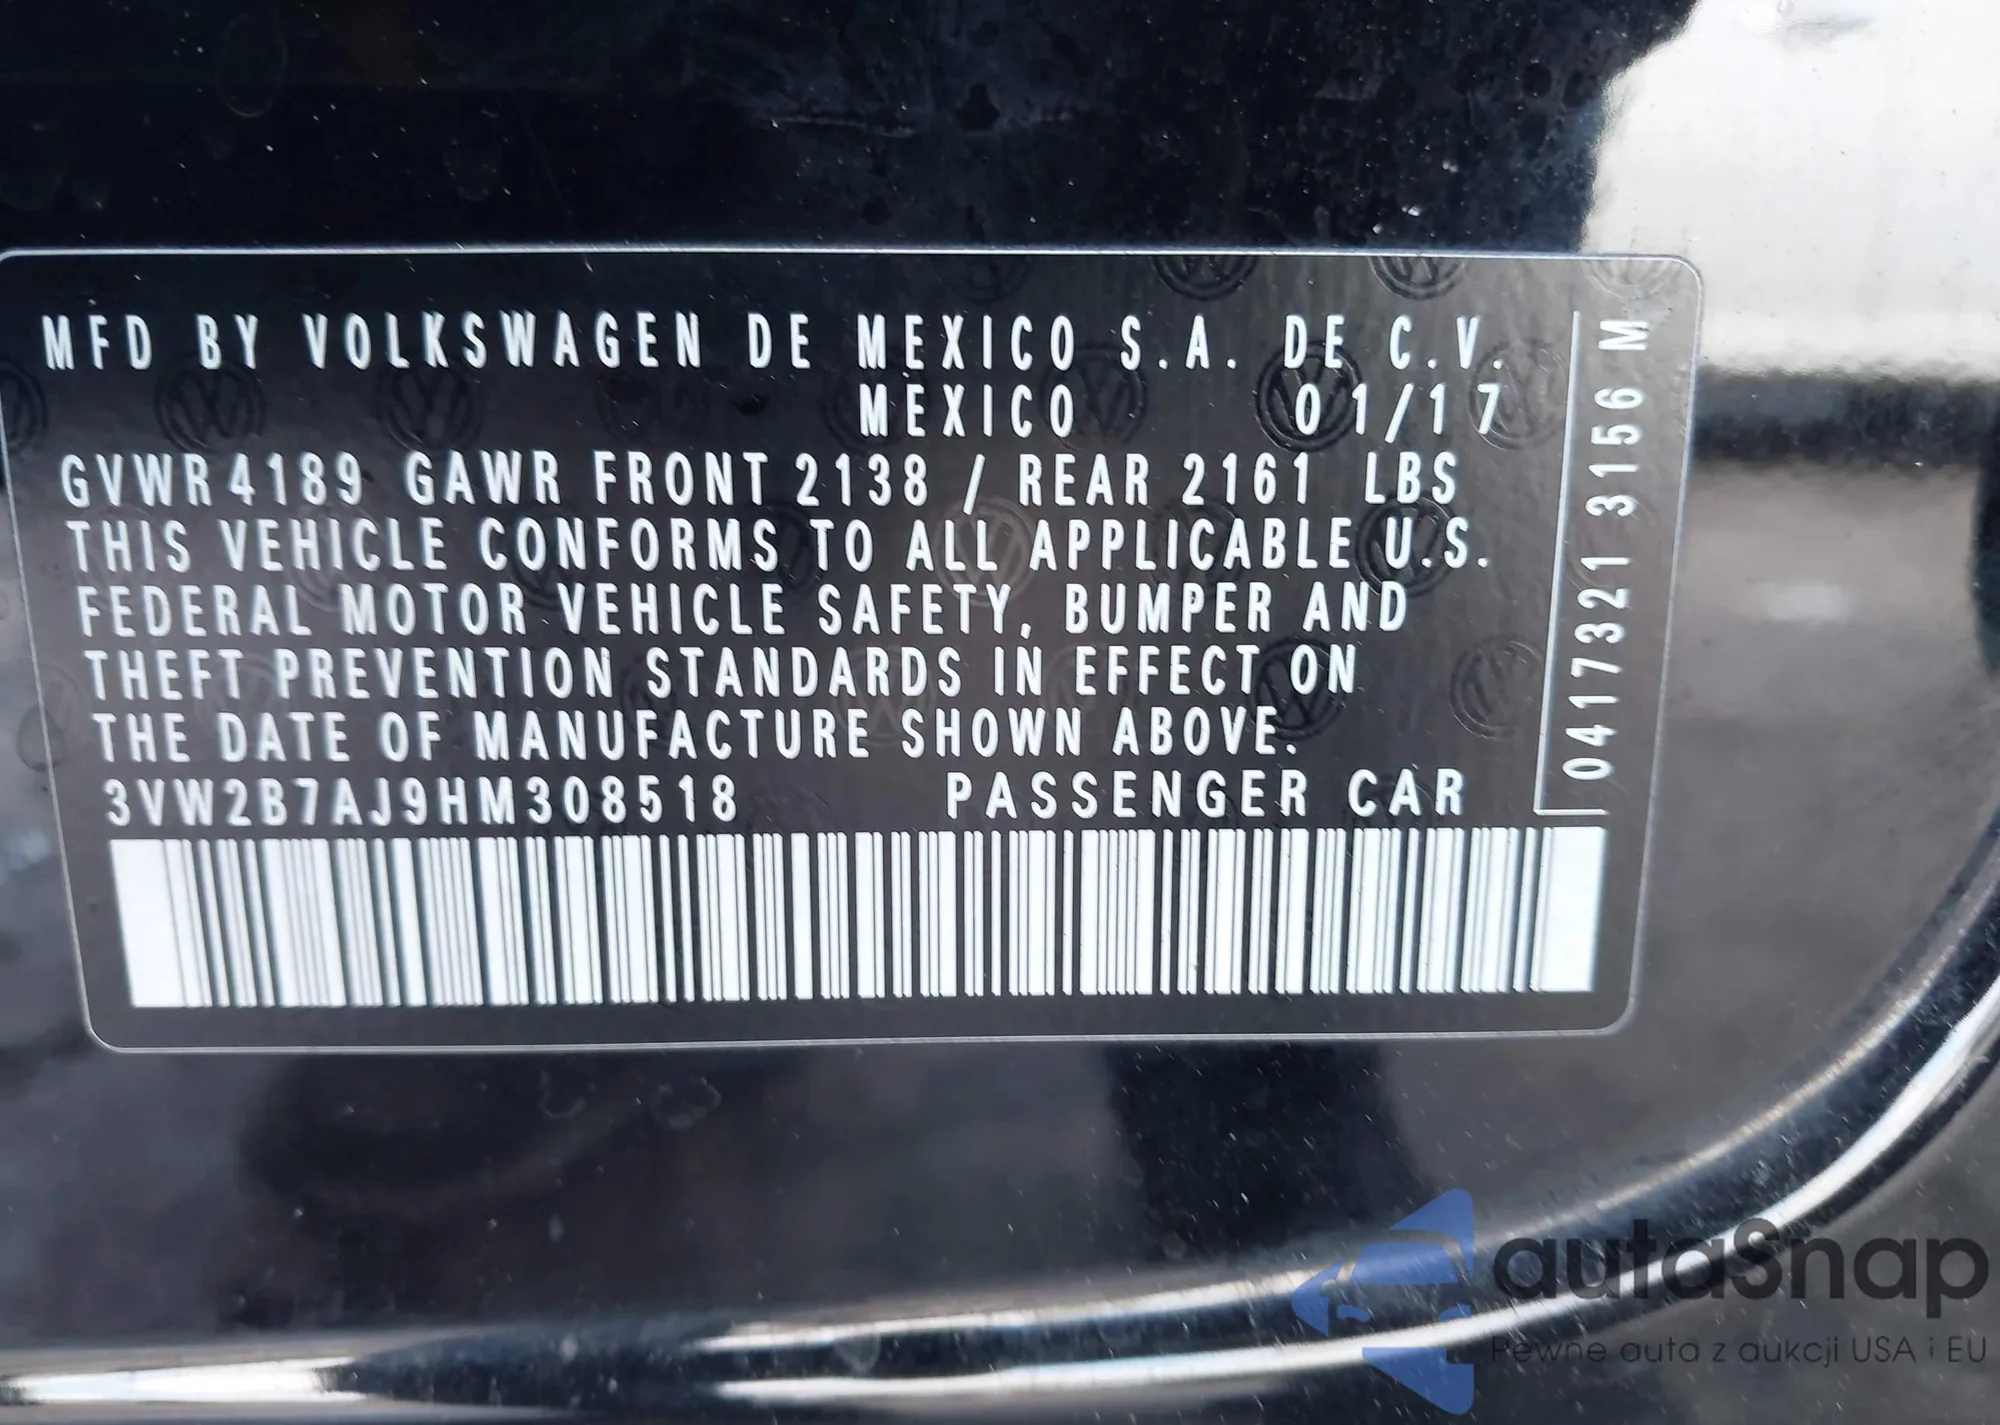 MFD BY VOLKSWAGEN DE MEXICO S.A. DE C.V.
MEXICO 01/17
GVWR 4189 GAWR FRONT 2138 / REAR 2161 LBS
THIS VEHICLE CONFORMS TO ALL APPLICABLE U.S.
FEDERAL MOTOR VEHICLE SAFETY, BUMPER AND
THEFT PREVENTION STANDARDS IN EFFECT ON
THE DATE OF MANUFACTURE SHOWN ABOVE.
3VW2B7AJ9HM308518 PASSENGER CAR
0417321 3156 M
autaSnap
Pewne auta z aukcji USA i EU